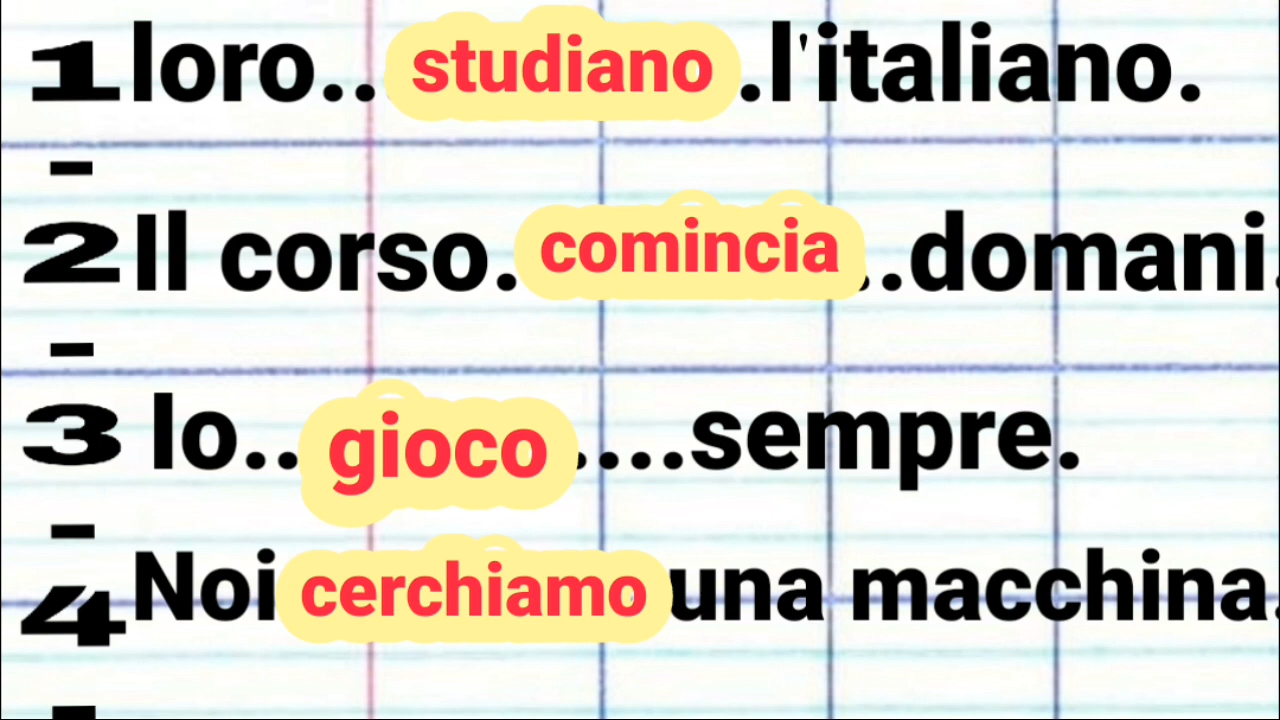 1 loro.. studiano .l'italiano.
-
2 Il corso. comincia ..domani.
-
3 Io.. gioco ....sempre.
-
4 Noi cerchiamo una macchina.
-